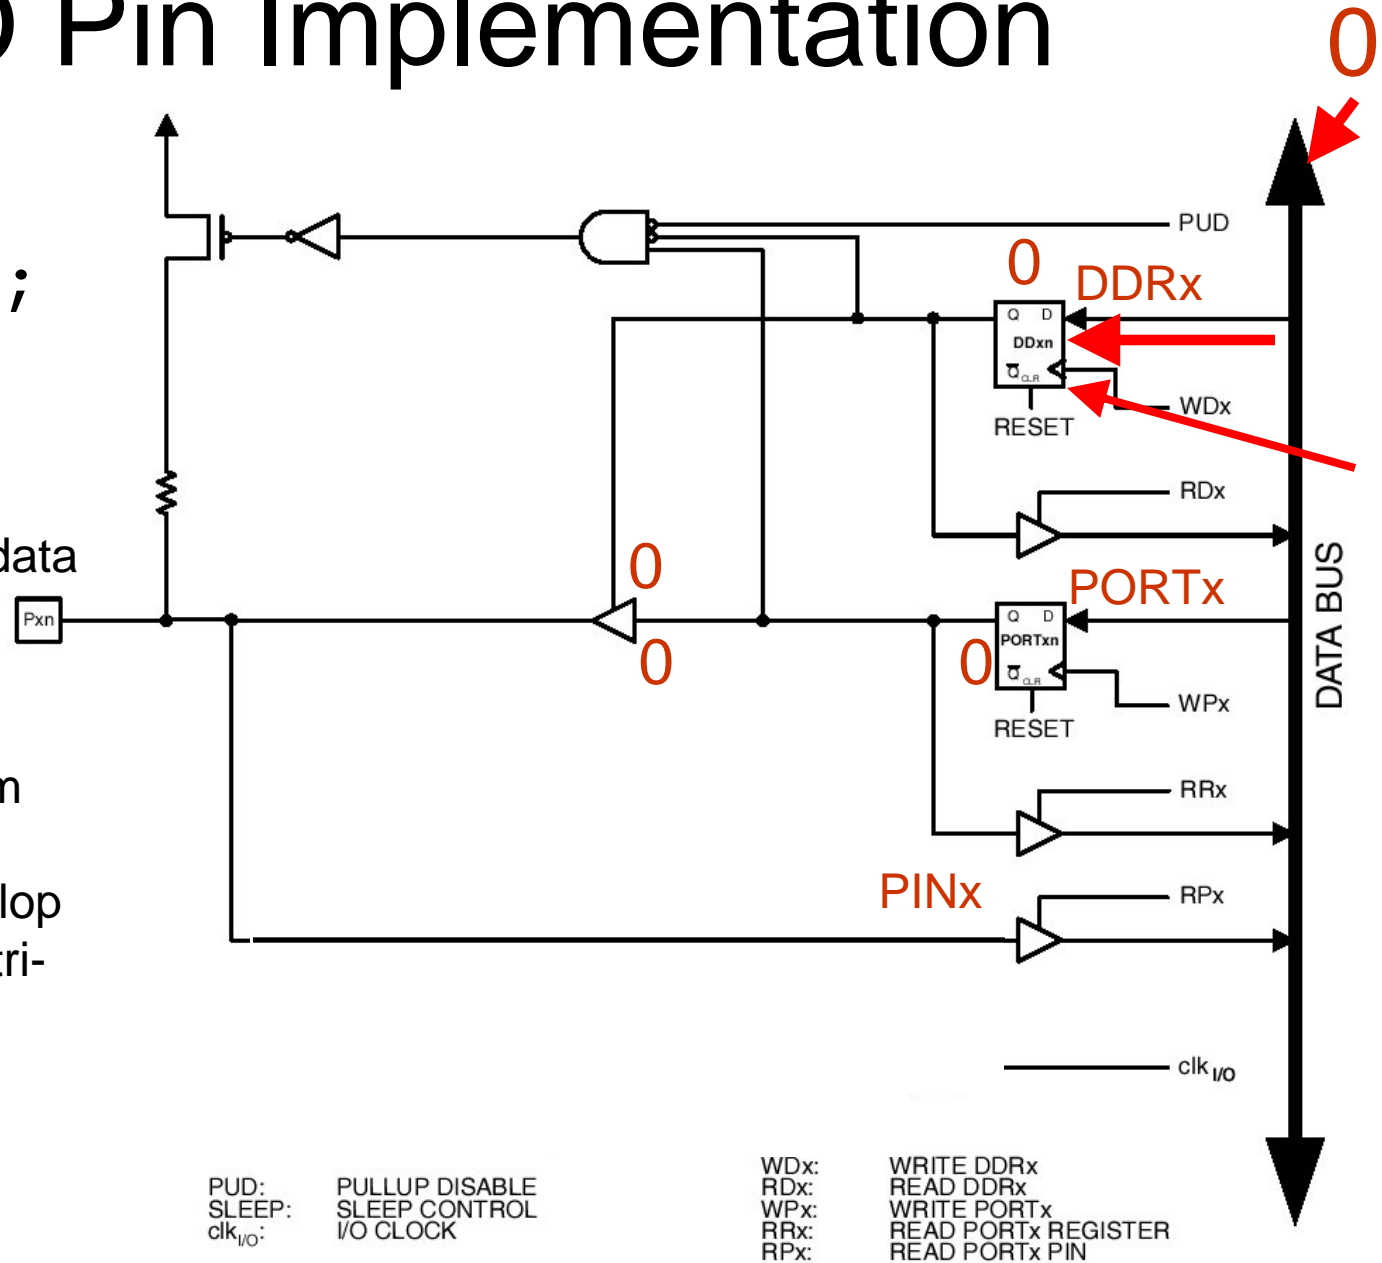 O Pin Implementation
0
PUD
;
0
DDRx
Q D
DDxn
Q CLR
WDx
RESET
RDx
data
0
PORTx
Pxn
Q D
PORTxn
0
0
Q CLR
WPx
RESET
DATA BUS
m
RRx
lop
PINx
RPx
tri-
clk I/O
PUD: PULLUP DISABLE
SLEEP: SLEEP CONTROL
clk I/O: I/O CLOCK
WDx: WRITE DDRx
RDx: READ DDRx
WPx: WRITE PORTx
RRx: READ PORTx REGISTER
RPx: READ PORTx PIN